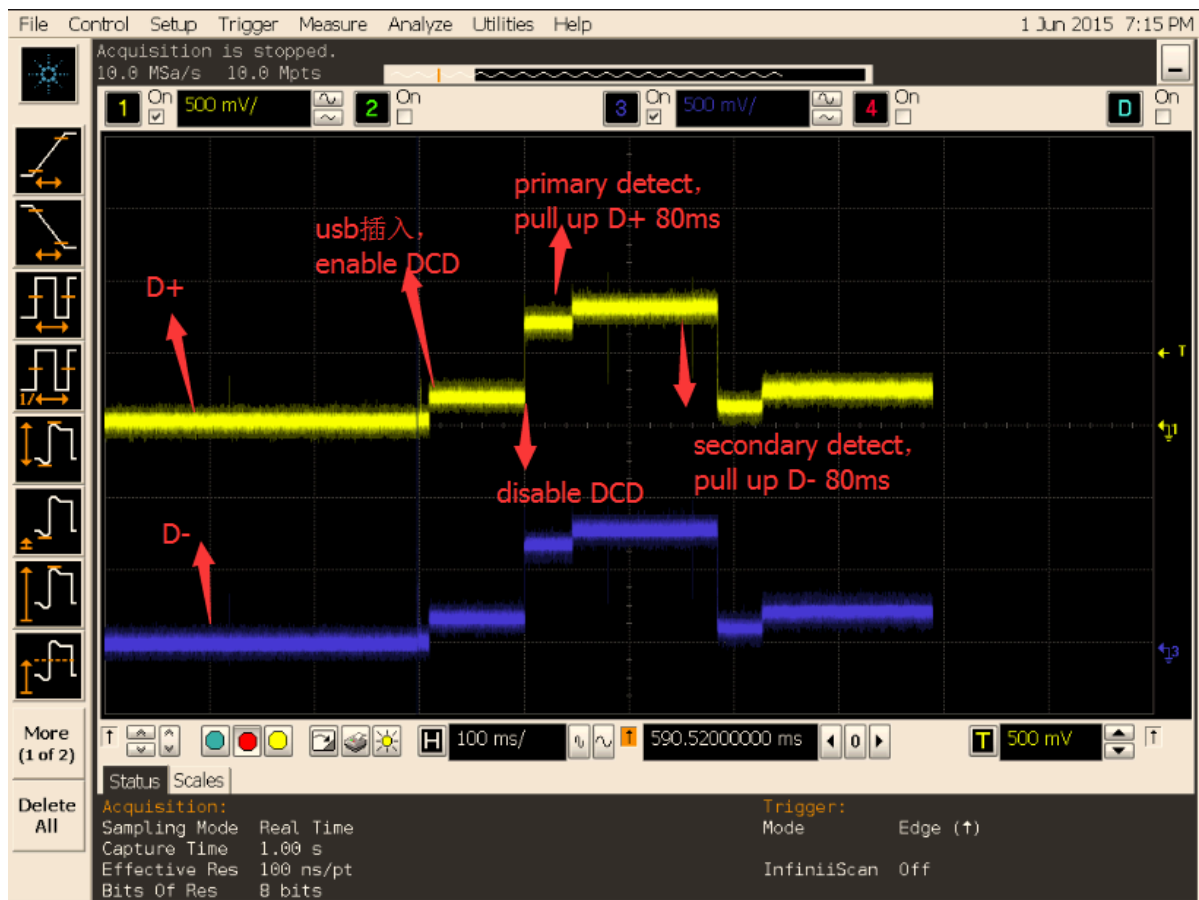 File Control Setup Trigger Measure Analyze Utilities Help 1 Jun 2015 7:15 PM
Acquisition is stopped.
10.0 MSa/s 10.0 Mpts
1 On 500 mV/ 2 On 3 On 500 mV/ 4 On D On
primary detect,
pull up D+ 80ms
usb插入,
enable DCD
D+
T
1
secondary detect,
pull up D- 80ms
disable DCD
D-
3
1/
More
(1 of 2)
Delete
All
H 100 ms/ 590.52000000 ms 0 T 500 mV
Status Scales
Acquisition:
Sampling Mode Real Time
Capture Time 1.00 s
Effective Res 100 ns/pt
Bits Of Res 8 bits
Trigger:
Mode Edge (↑)
InfiniiScan Off